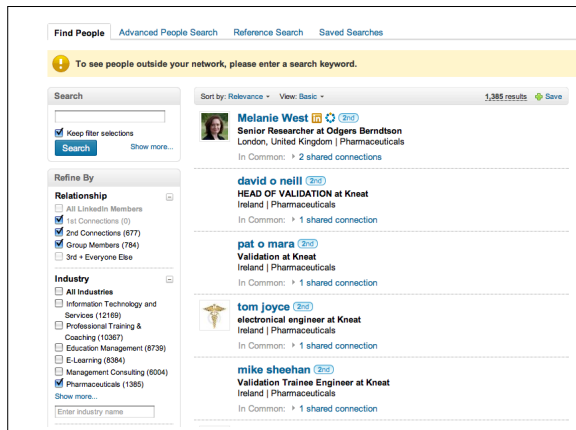 Find People Advanced People Search Reference Search Saved Searches
To see people outside your network, please enter a search keyword.
Search
Keep filter selections
Search Show more...
Refine By
Relationship
All LinkedIn Members
1st Connections (0)
2nd Connections (677)
Group Members (784)
3rd + Everyone Else
Industry
All Industries
Information Technology and
Services (12169)
Professional Training &
Coaching (10367)
Education Management (8739)
E-Learning (8384)
Management Consulting (6004)
Pharmaceuticals (1385)
Show more...
Enter industry name
Sort by: Relevance View: Basic 1,385 results Save
Melanie West in 2nd
Senior Researcher at Odgers Berndtson
London, United Kingdom | Pharmaceuticals
In Common: 2 shared connections
david o neill 2nd
HEAD OF VALIDATION at Kneat
Ireland | Pharmaceuticals
In Common: 1 shared connection
pat o mara 2nd
Validation at Kneat
Ireland | Pharmaceuticals
In Common: 1 shared connection
tom joyce 2nd
electronical engineer at Kneat
Ireland | Pharmaceuticals
In Common: 1 shared connection
mike sheehan 2nd
Validation Trainee Engineer at Kneat
Ireland | Pharmaceuticals
In Common: 1 shared connection